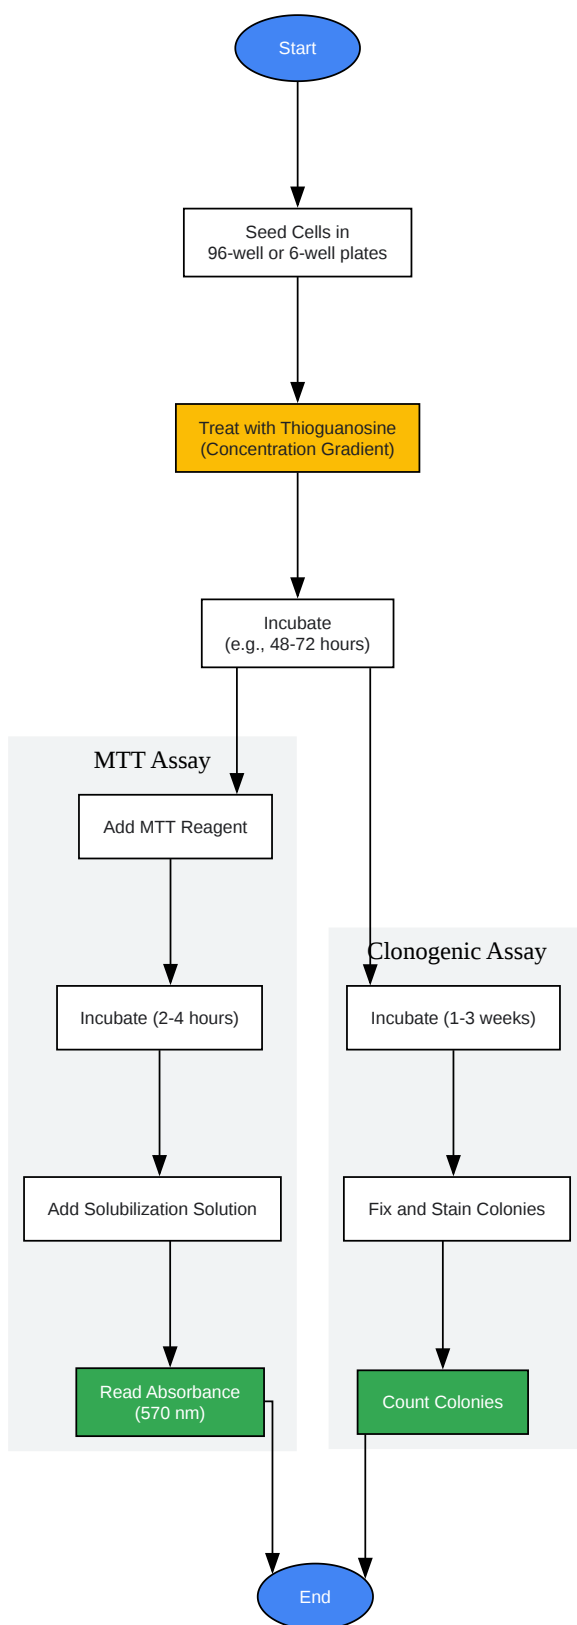 Start
Seed Cells in
96-well or 6-well plates
Treat with Thioguanosine
(Concentration Gradient)
Incubate
(e.g., 48-72 hours)
MTT Assay
Add MTT Reagent
Incubate (2-4 hours)
Add Solubilization Solution
Read Absorbance
(570 nm)
Clonogenic Assay
Incubate (1-3 weeks)
Fix and Stain Colonies
Count Colonies
End